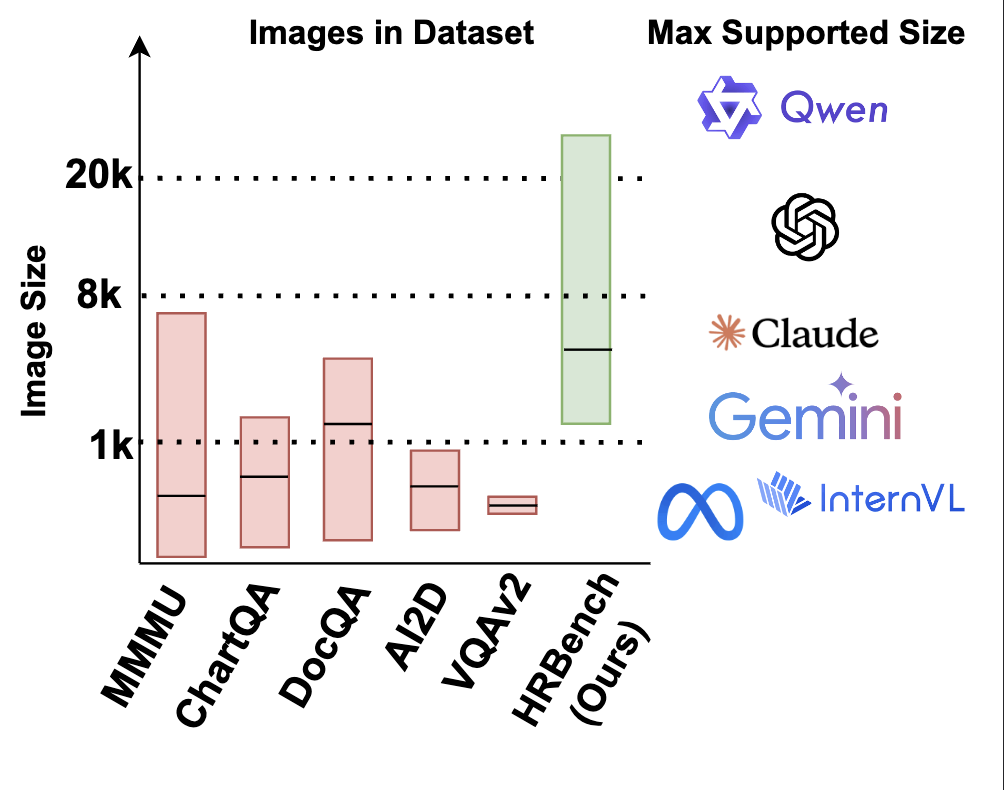 Images in Dataset
Max Supported Size
Qwen
20k
8k
Claude
Gemini
1k
InternVL
Image Size
MMMU
ChartQA
DocQA
AI2D
VQAv2
HRBench
(Ours)